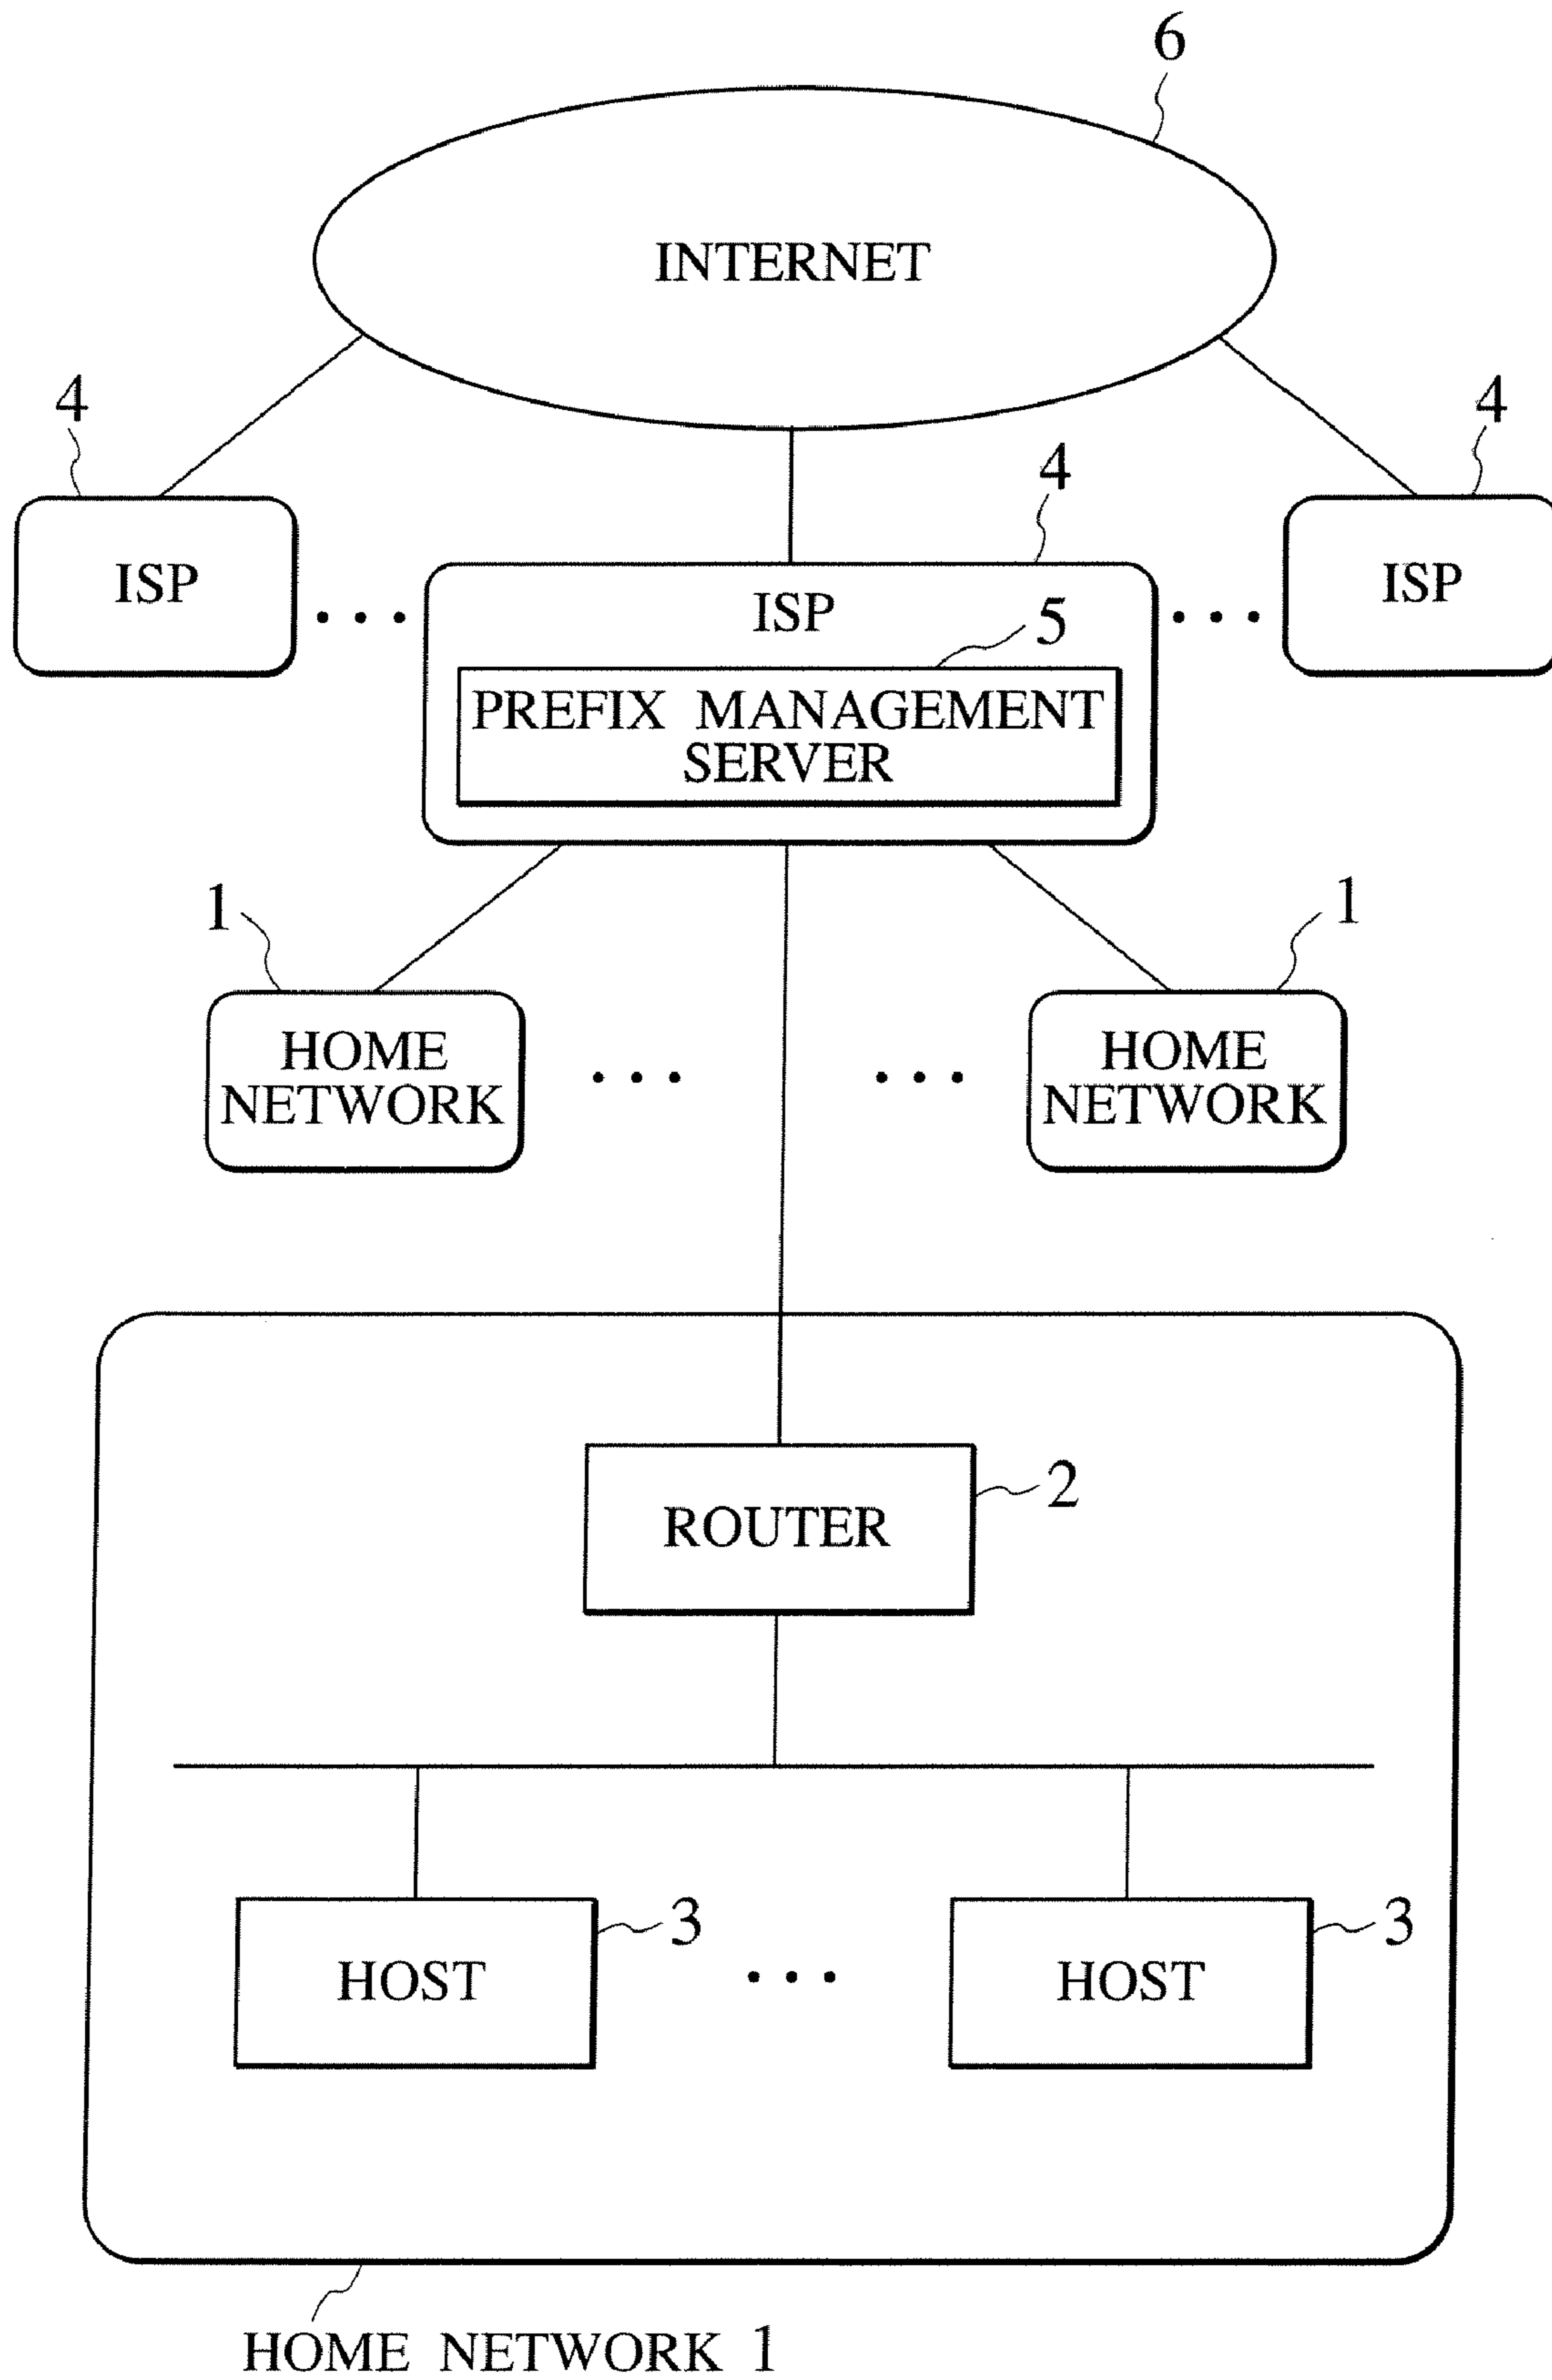 6
INTERNET
4
4
4
ISP
ISP
ISP
5
PREFIX MANAGEMENT
SERVER
1
1
HOME
NETWORK
HOME
NETWORK
ROUTER
2
HOST
3
HOST
3
HOME NETWORK 1